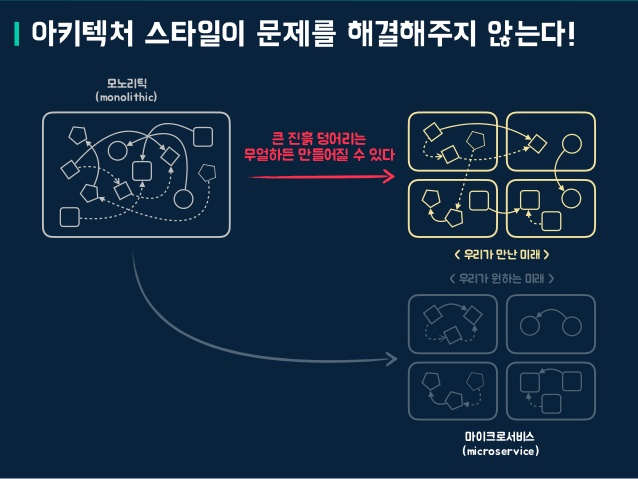 아키텍처 스타일이 문제를 해결해주지 않는다!
모노리틱
(monolithic)
큰 진흙 덩어리는
무얼하든 만들어질 수 있다
< 우리가 만난 미래 >
< 우리가 원하는 미래 >
마이크로서비스
(microservice)